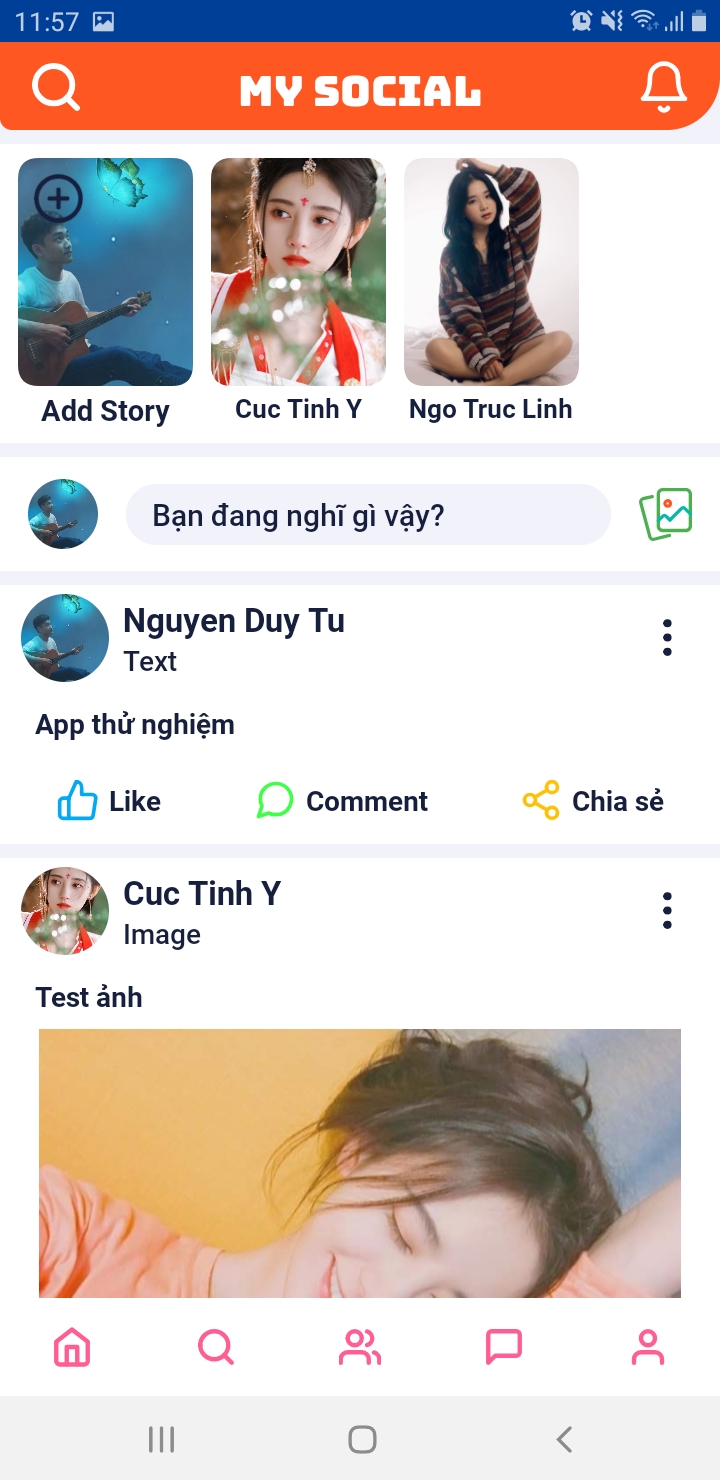 11:57
MY SOCIAL
Add Story
Cuc Tinh Y
Ngo Truc Linh
Bạn đang nghĩ gì vậy?
Nguyen Duy Tu
Text
App thử nghiệm
Like
Comment
Chia sẻ
Cuc Tinh Y
Image
Test ảnh